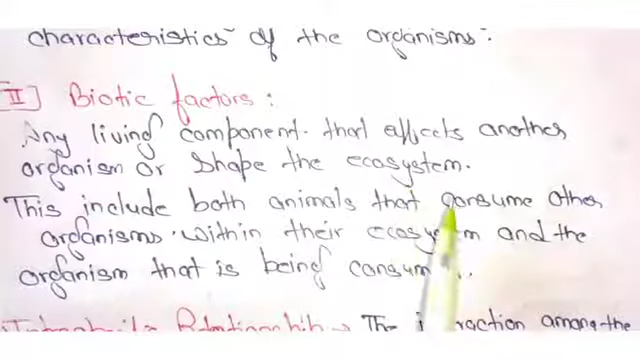 characteristics of the organisms.
II] Biotic factors:
Any living component that affects another
organism or shape the ecosystem.
This include both animals that consume other
organisms within their ecosystem and the
organism that is being consum
The i raction among the